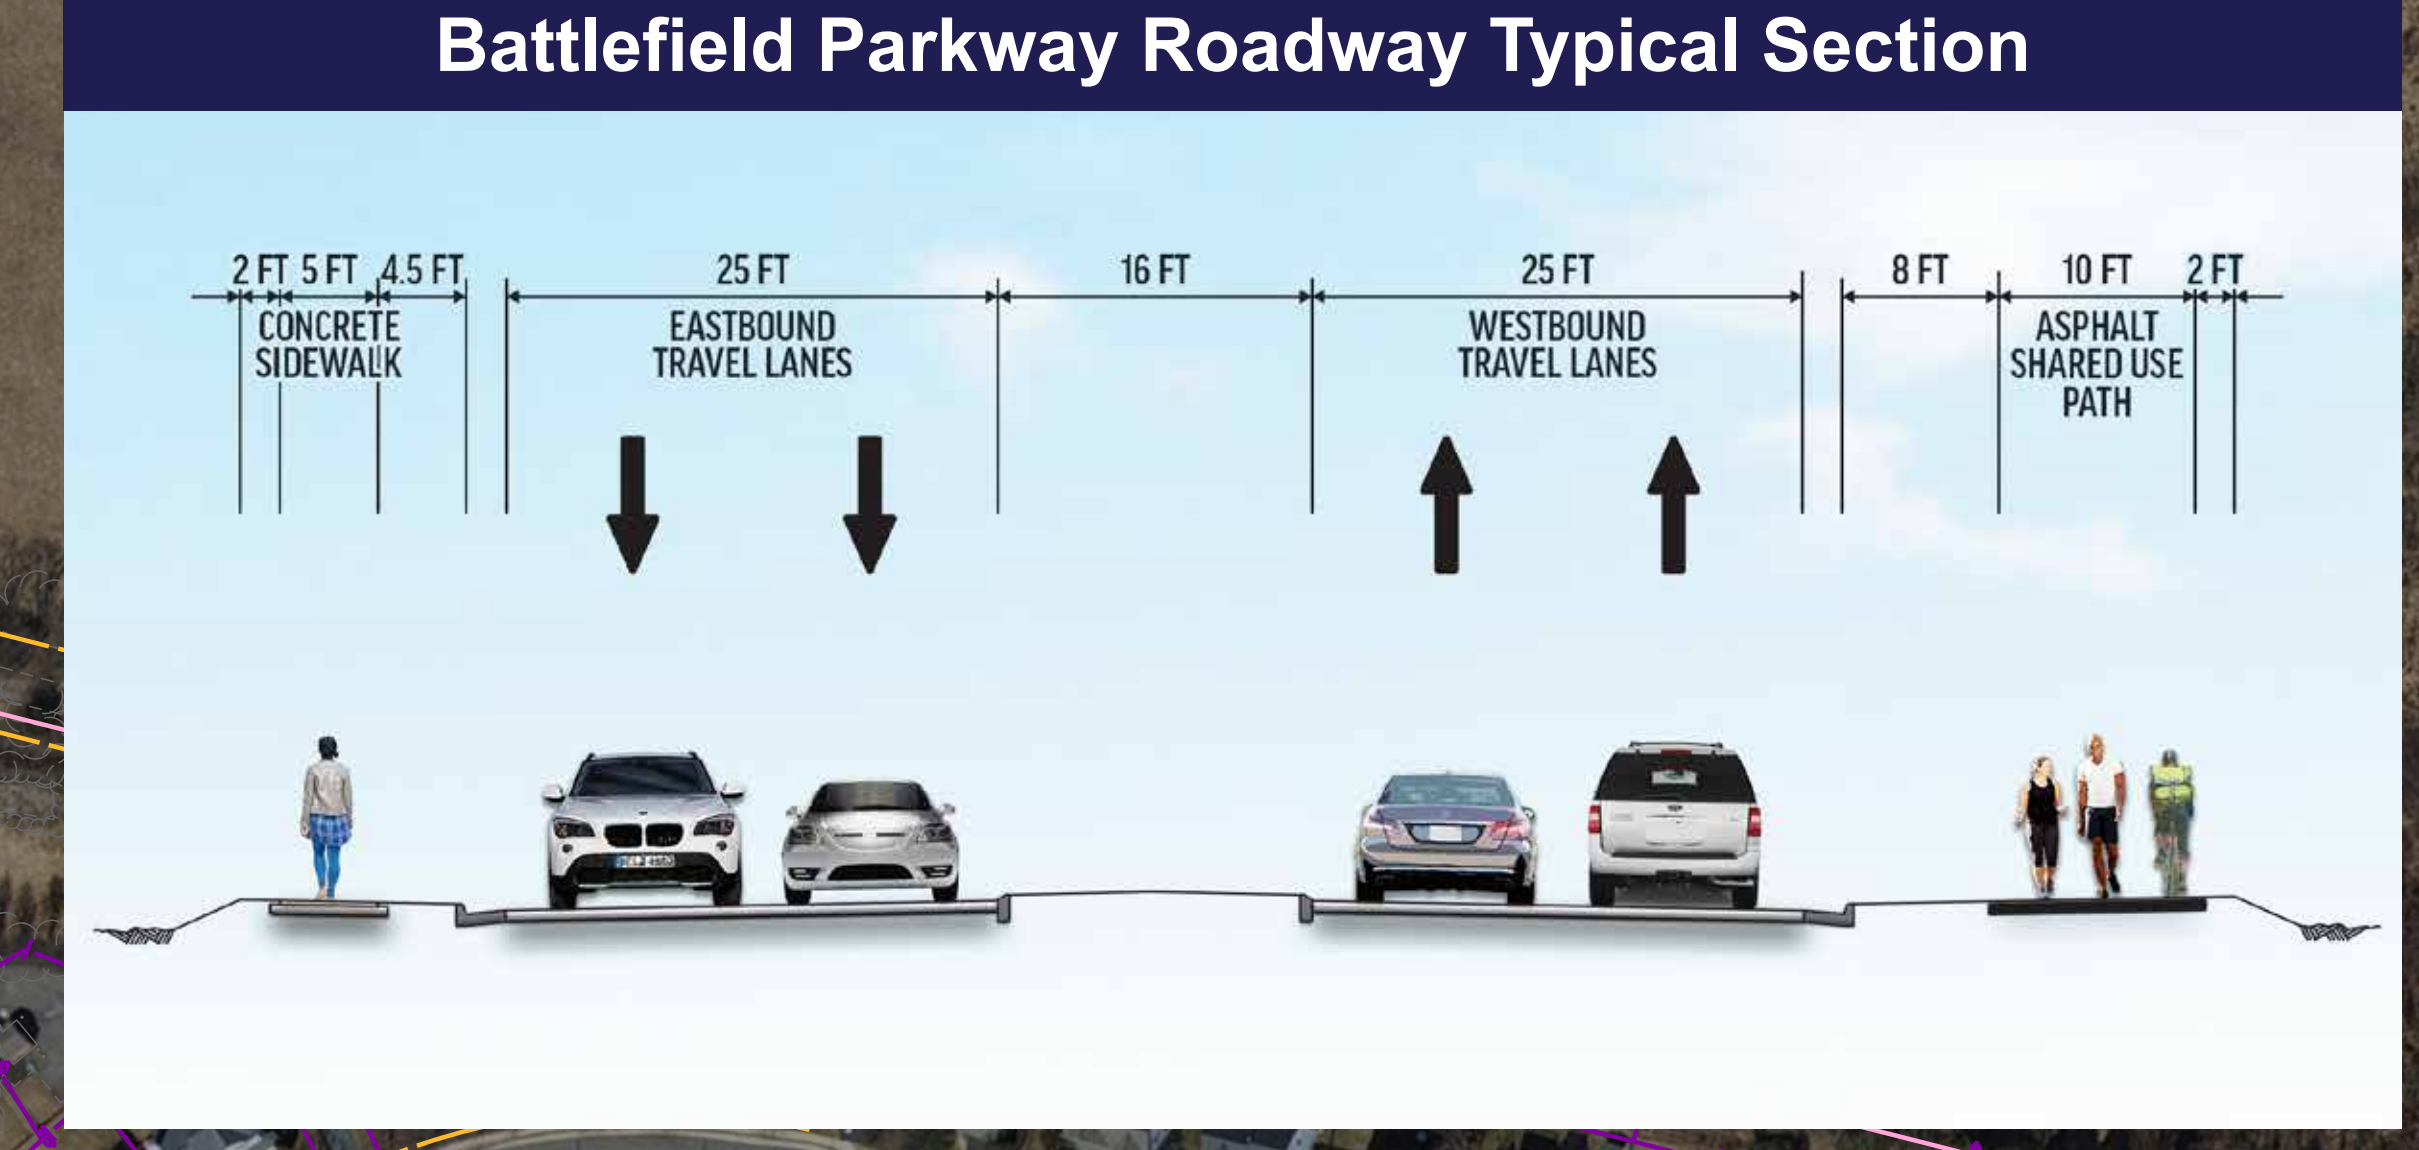 Battlefield Parkway Roadway Typical Section
2 FT 5 FT 4.5 FT 25 FT 16 FT 25 FT 8 FT 10 FT 2 FT
CONCRETE
SIDEWALK
EASTBOUND
TRAVEL LANES
WESTBOUND
TRAVEL LANES
ASPHALT
SHARED USE
PATH